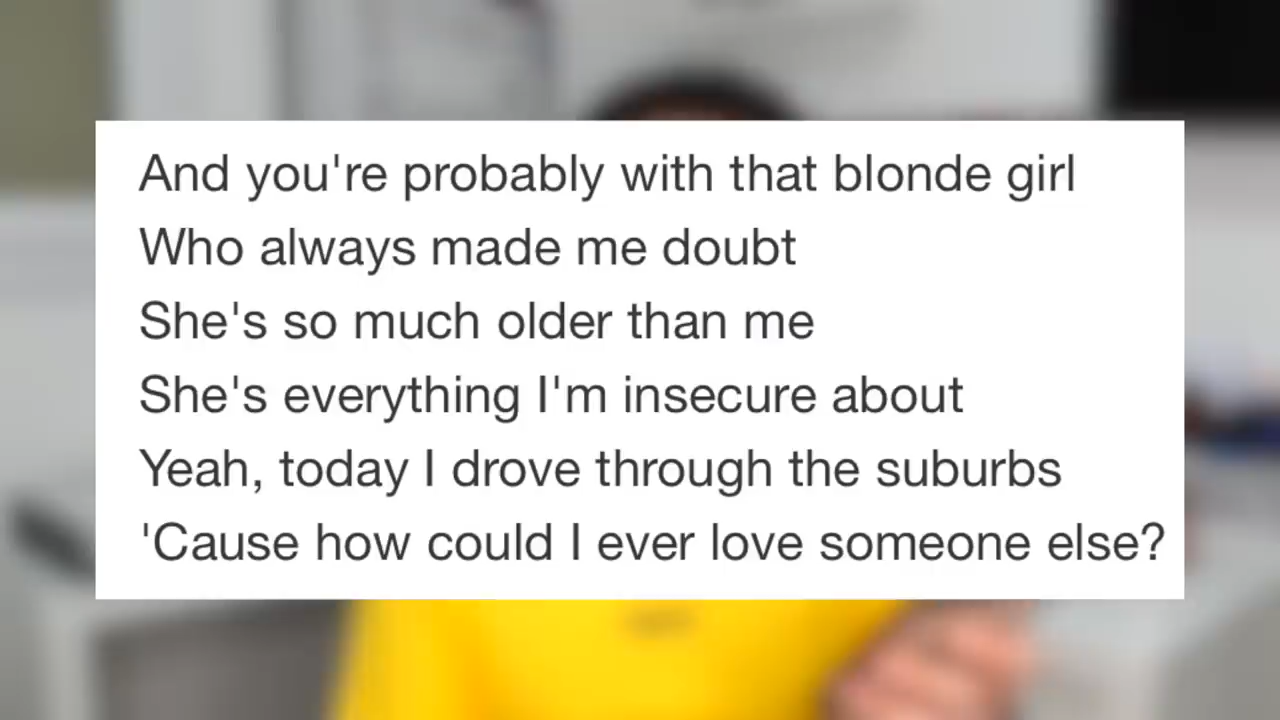 And you're probably with that blonde girl
Who always made me doubt
She's so much older than me
She's everything I'm insecure about
Yeah, today I drove through the suburbs
'Cause how could I ever love someone else?